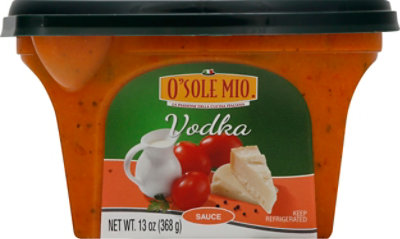 O"SOLE MIO.
LA PASSIONE DELLA CUCINA ITALIANA
Vodka
SAUCE
KEEP
REFRIGERATED
NET WT. 13 OZ (368 g)